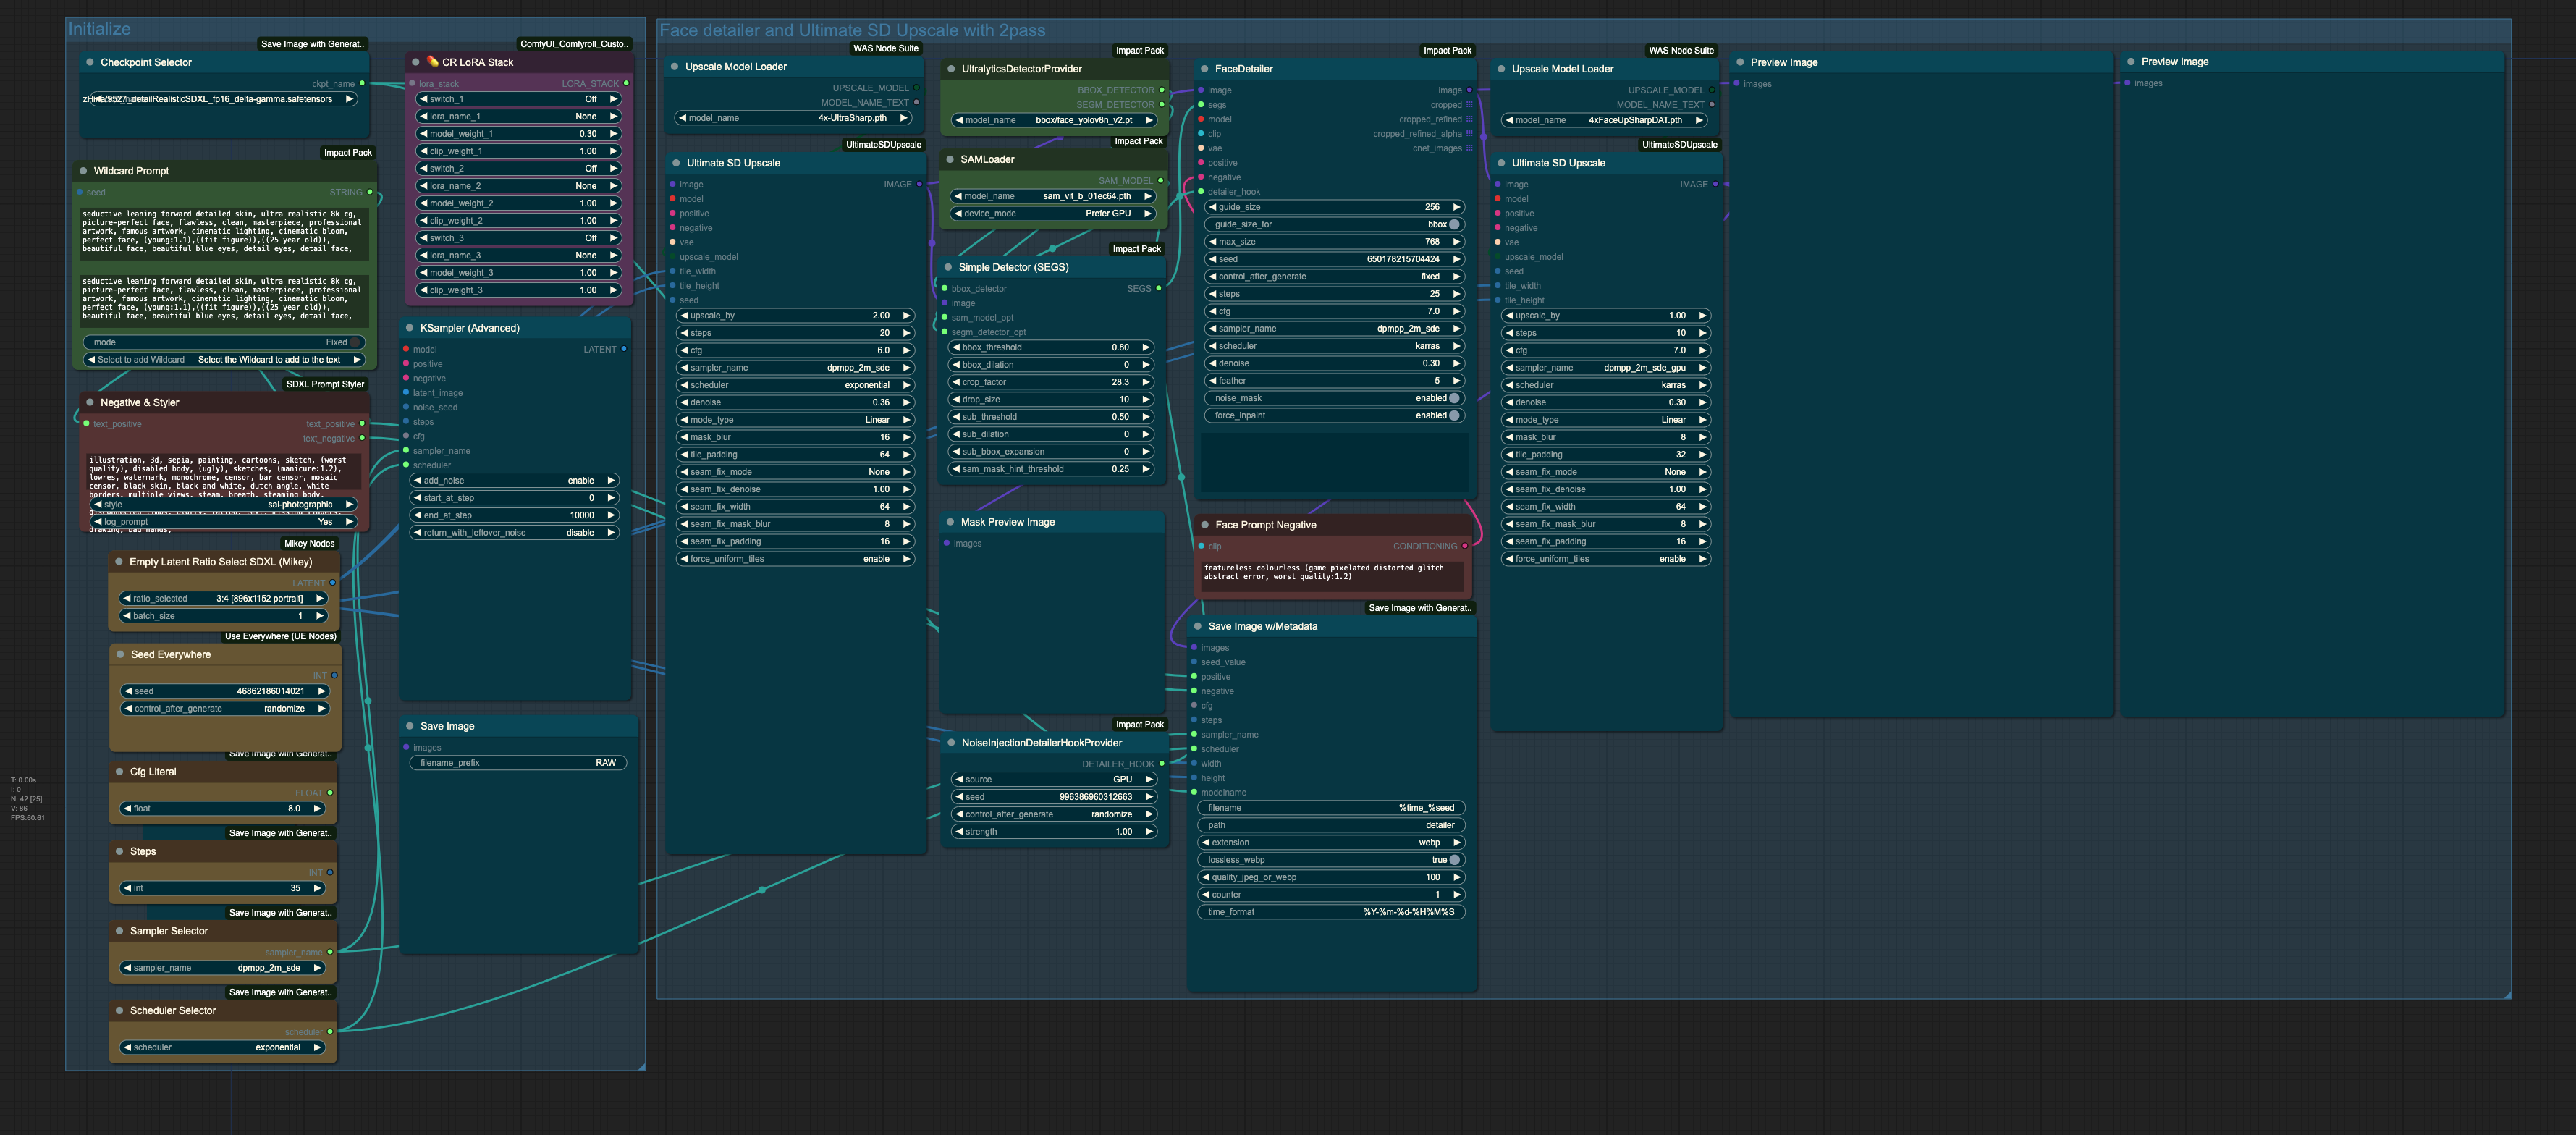 Initialize
Save Image with Generat..
Checkpoint Selector
ckpt_name
9527_detailRealisticSDXL_fp16_delta-gamma.safetensors
Impact Pack
Wildcard Prompt
seed STRING
seductive leaning forward detailed skin, ultra realistic 8k cg,
picture-perfect face, flawless, clean, masterpiece, professional
artwork, famous artwork, cinematic lighting, cinematic bloom,
perfect face, (young:1.1),((fit figure)),((25 year old)),
beautiful face, beautiful blue eyes, detail eyes, detail face,
seductive leaning forward detailed skin, ultra realistic 8k cg,
picture-perfect face, flawless, clean, masterpiece, professional
artwork, famous artwork, cinematic lighting, cinematic bloom,
perfect face, (young:1.1),((fit figure)),((25 year old)),
beautiful face, beautiful blue eyes, detail eyes, detail face,
mode Fixed
Select to add Wildcard Select the Wildcard to add to the text
SDXL Prompt Styler
Negative & Styler
text_positive text_positive
text_negative
illustration, 3d, sepia, painting, cartoons, sketch, (worst
quality), disabled body, (ugly), sketches, (manicure:1.2),
lowres, watermark, monochrome, censor, bar censor, mosaic
censor, black skin, black and white, dutch angle, white
borders, multiple views, steam, breath, steaming body,
style sai-photographic
log_prompt Yes
drawing, bad hands,
Mikey Nodes
Empty Latent Ratio Select SDXL (Mikey)
LATENT
ratio_selected 3:4 [896x1152 portrait]
batch_size 1
Use Everywhere (UE Nodes)
Seed Everywhere
INT
seed 46862186014021
control_after_generate randomize
Save Image with Generat..
Cfg Literal
FLOAT
float 8.0
Save Image with Generat..
Steps
INT
int 35
Save Image with Generat..
Sampler Selector
sampler_name
sampler_name dpmpp_2m_sde
Save Image with Generat..
Scheduler Selector
scheduler
scheduler exponential
T: 0.00s
I: 0
N: 42 [25]
V: 86
FPS:60.61
ComfyUI_Comfyroll_Custo..
CR LoRA Stack
lora_stack LORA_STACK
switch_1 Off
lora_name_1 None
model_weight_1 0.30
clip_weight_1 1.00
switch_2 Off
lora_name_2 None
model_weight_2 1.00
clip_weight_2 1.00
switch_3 Off
lora_name_3 None
model_weight_3 1.00
clip_weight_3 1.00
KSampler (Advanced)
model LATENT
positive
negative
latent_image
noise_seed
steps
cfg
sampler_name
scheduler
add_noise enable
start_at_step 0
end_at_step 10000
return_with_leftover_noise disable
Save Image
images
filename_prefix RAW
Face detailer and Ultimate SD Upscale with 2pass
WAS Node Suite
Upscale Model Loader
UPSCALE_MODEL
MODEL_NAME_TEXT
model_name 4x-UltraSharp.pth
UltimateSDUpscale
Ultimate SD Upscale
image IMAGE
model
positive
negative
vae
upscale_model
tile_width
tile_height
seed
upscale_by 2.00
steps 20
cfg 6.0
sampler_name dpmpp_2m_sde
scheduler exponential
denoise 0.36
mode_type Linear
mask_blur 16
tile_padding 64
seam_fix_mode None
seam_fix_denoise 1.00
seam_fix_width 64
seam_fix_mask_blur 8
seam_fix_padding 16
force_uniform_tiles enable
Impact Pack
UltralyticsDetectorProvider
BBOX_DETECTOR
SEGM_DETECTOR
model_name bbox/face_yolov8n_v2.pt
Impact Pack
SAMLoader
SAM_MODEL
model_name sam_vit_b_01ec64.pth
device_mode Prefer GPU
Impact Pack
Simple Detector (SEGS)
bbox_detector SEGS
image
sam_model_opt
segm_detector_opt
bbox_threshold 0.80
bbox_dilation 0
crop_factor 28.3
drop_size 10
sub_threshold 0.50
sub_dilation 0
sub_bbox_expansion 0
sam_mask_hint_threshold 0.25
Mask Preview Image
images
Impact Pack
NoiseInjectionDetailerHookProvider
DETAILER_HOOK
source GPU
seed 996386960312663
control_after_generate randomize
strength 1.00
Impact Pack
FaceDetailer
image image
segs cropped
model cropped_refined
clip cropped_refined_alpha
vae cnet_images
positive
negative
detailer_hook
guide_size 256
guide_size_for bbox
max_size 768
seed 650178215704424
control_after_generate fixed
steps 25
cfg 7.0
sampler_name dpmpp_2m_sde
scheduler karras
denoise 0.30
feather 5
noise_mask enabled
force_inpaint enabled
Face Prompt Negative
clip CONDITIONING
featureless colourless (game pixelated distorted glitch
abstract error, worst quality:1.2)
Save Image with Generat..
Save Image w/Metadata
images
seed_value
positive
negative
cfg
steps
sampler_name
scheduler
width
height
modelname
filename %time_%seed
path detailer
extension webp
lossless_webp true
quality_jpeg_or_webp 100
counter 1
time_format %Y-%m-%d-%H%M%S
WAS Node Suite
Upscale Model Loader
UPSCALE_MODEL
MODEL_NAME_TEXT
model_name 4xFaceUpSharpDAT.pth
UltimateSDUpscale
Ultimate SD Upscale
image IMAGE
model
positive
negative
vae
upscale_model
seed
tile_width
tile_height
upscale_by 1.00
steps 10
cfg 7.0
sampler_name dpmpp_2m_sde_gpu
scheduler karras
denoise 0.30
mode_type Linear
mask_blur 8
tile_padding 32
seam_fix_mode None
seam_fix_denoise 1.00
seam_fix_width 64
seam_fix_mask_blur 8
seam_fix_padding 16
force_uniform_tiles enable
Preview Image
images
Preview Image
images